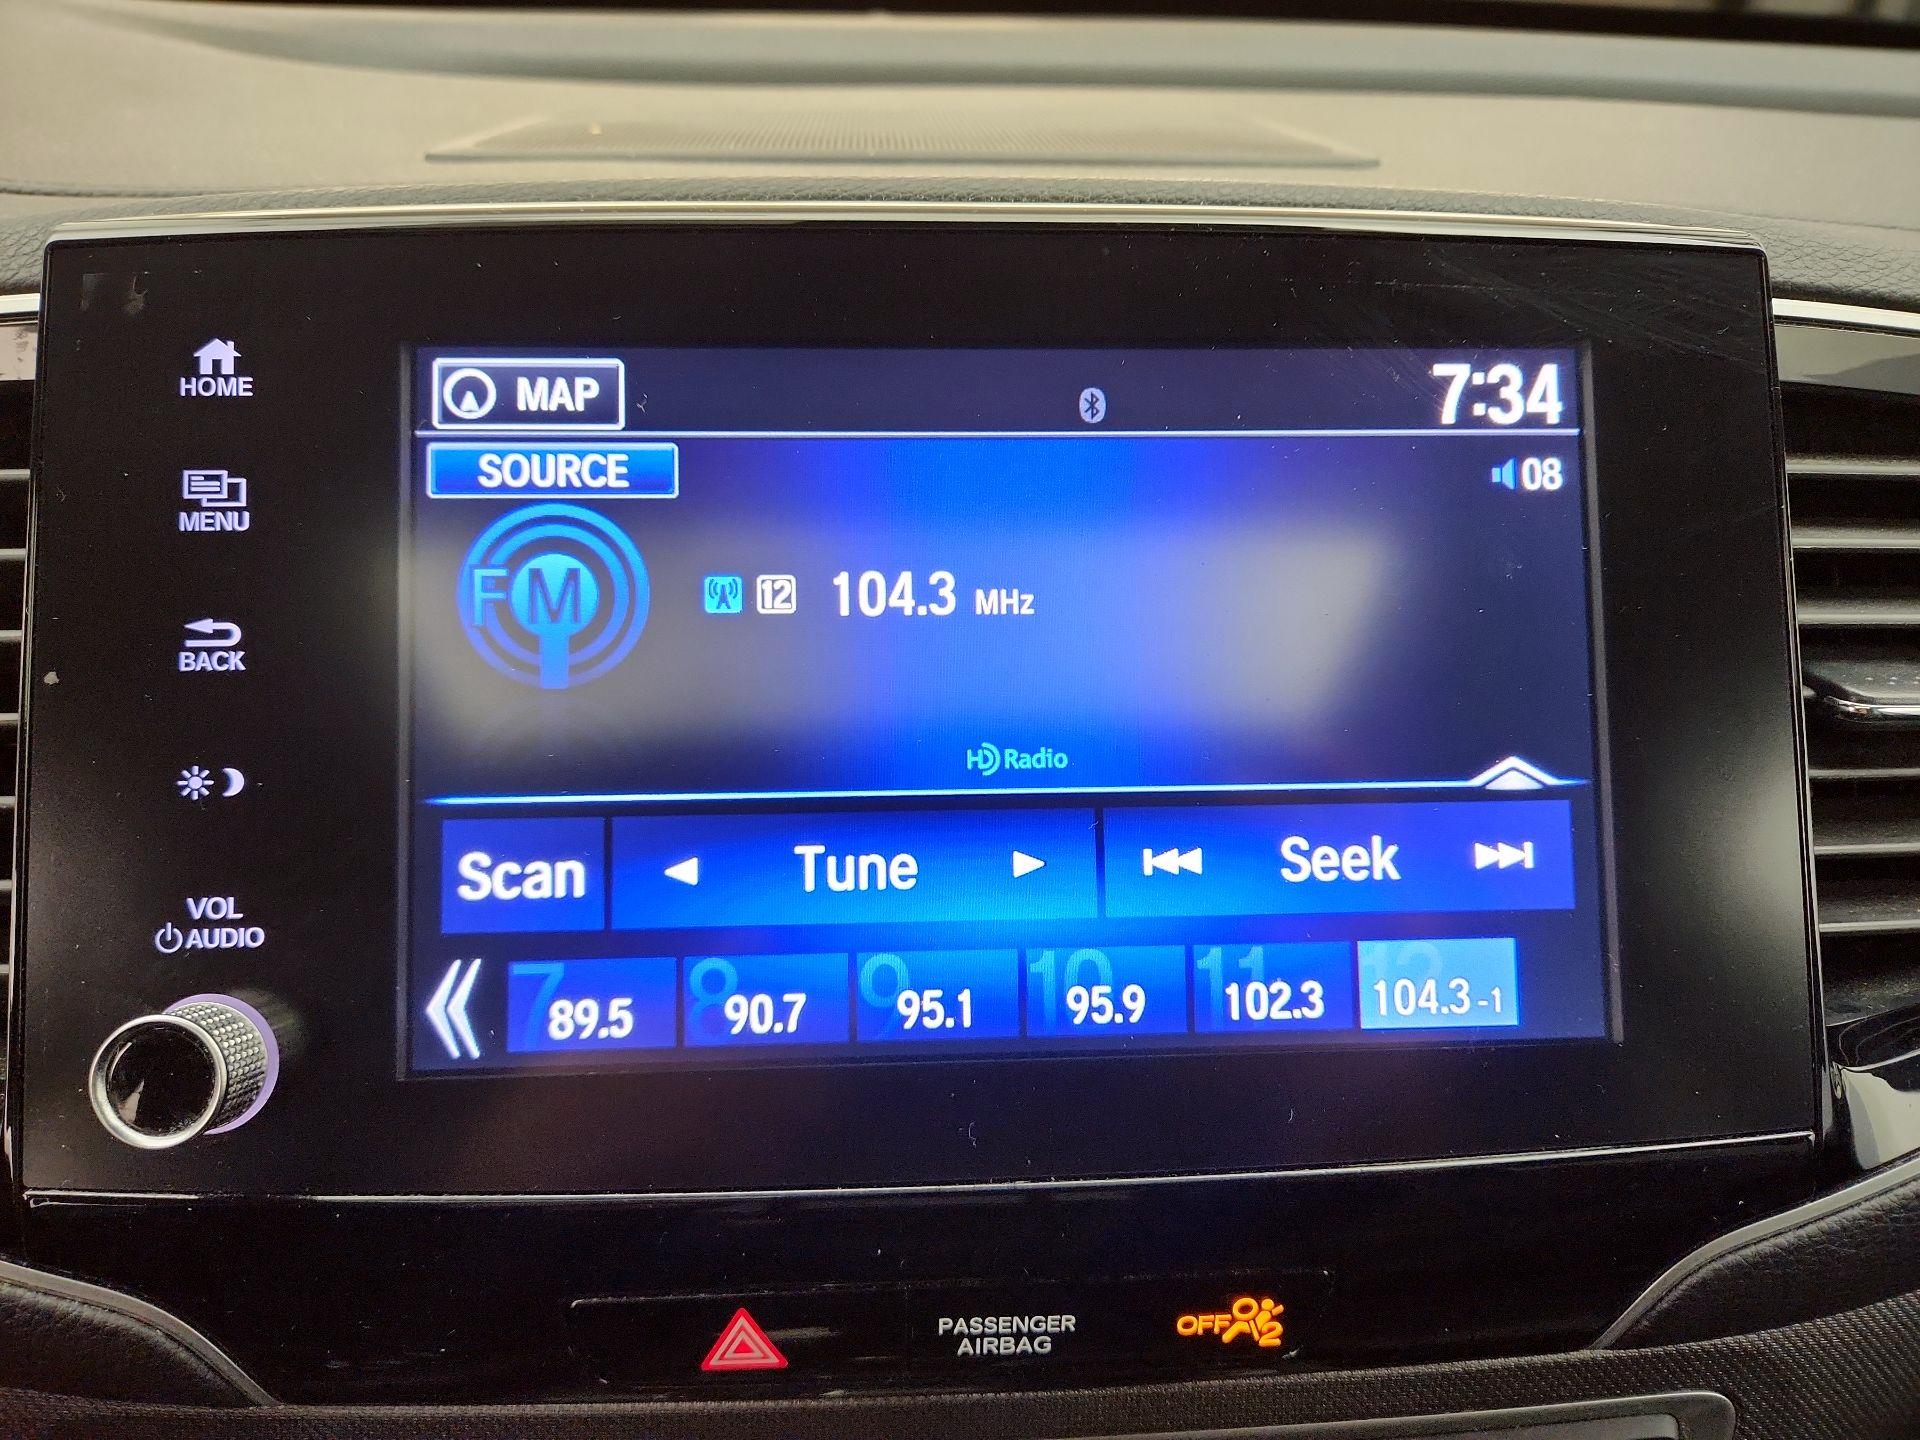 HOME
MENU
BACK
VOL
AUDIO
MAP
7:34
SOURCE
08
FM
12 104.3 MHz
HD Radio
Scan Tune Seek
7 89.5
8 90.7
9 95.1
10 95.9
11 102.3
12 104.3-1
PASSENGER
AIRBAG
OFF 2